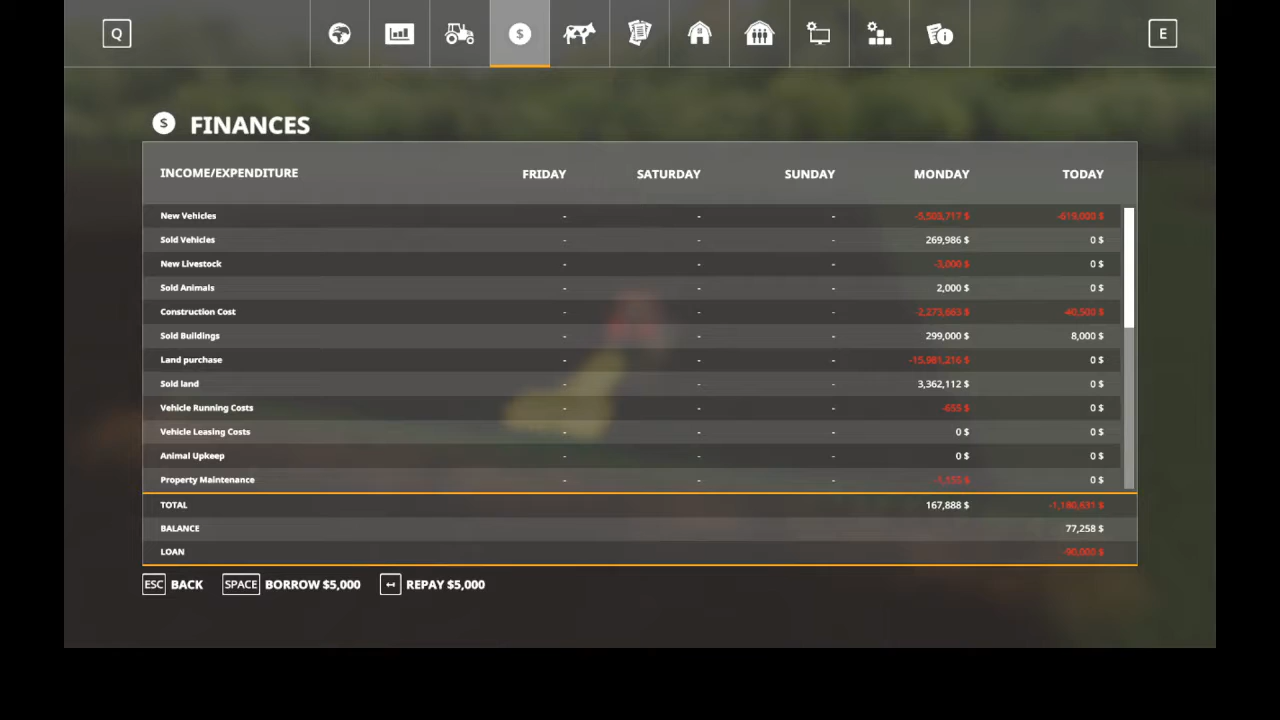 Q
E
FINANCES
INCOME/EXPENDITURE FRIDAY SATURDAY SUNDAY MONDAY TODAY
New Vehicles - - - -5,503,717 $ -619,000 $
Sold Vehicles - - - 269,986 $ 0 $
New Livestock - - - -3,000 $ 0 $
Sold Animals - - - 2,000 $ 0 $
Construction Cost - - - -2,273,663 $ -40,500 $
Sold Buildings - - - 299,000 $ 8,000 $
Land purchase - - - -15,981,216 $ 0 $
Sold land - - - 3,362,112 $ 0 $
Vehicle Running Costs - - - -655 $ 0 $
Vehicle Leasing Costs - - - 0 $ 0 $
Animal Upkeep - - - 0 $ 0 $
Property Maintenance - - - 0 $
TOTAL 167,888 $ -1,180,631 $
BALANCE 77,258 $
LOAN -90,000 $
ESC BACK SPACE BORROW $5,000 REPAY $5,000